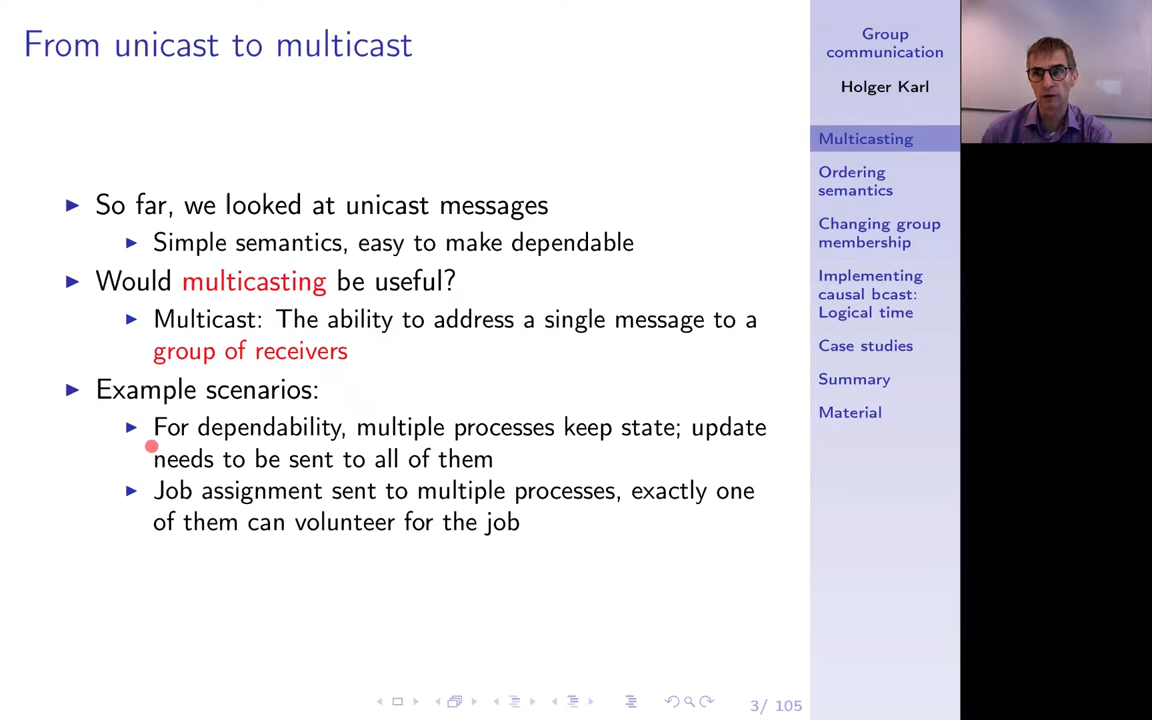 From unicast to multicast
So far, we looked at unicast messages
Simple semantics, easy to make dependable
Would multicasting be useful?
Multicast: The ability to address a single message to a
group of receivers
Example scenarios:
For dependability, multiple processes keep state; update
needs to be sent to all of them
Job assignment sent to multiple processes, exactly one
of them can volunteer for the job
3/ 105
Group
communication
Holger Karl
Multicasting
Ordering
semantics
Changing group
membership
Implementing
causal bcast:
Logical time
Case studies
Summary
Material